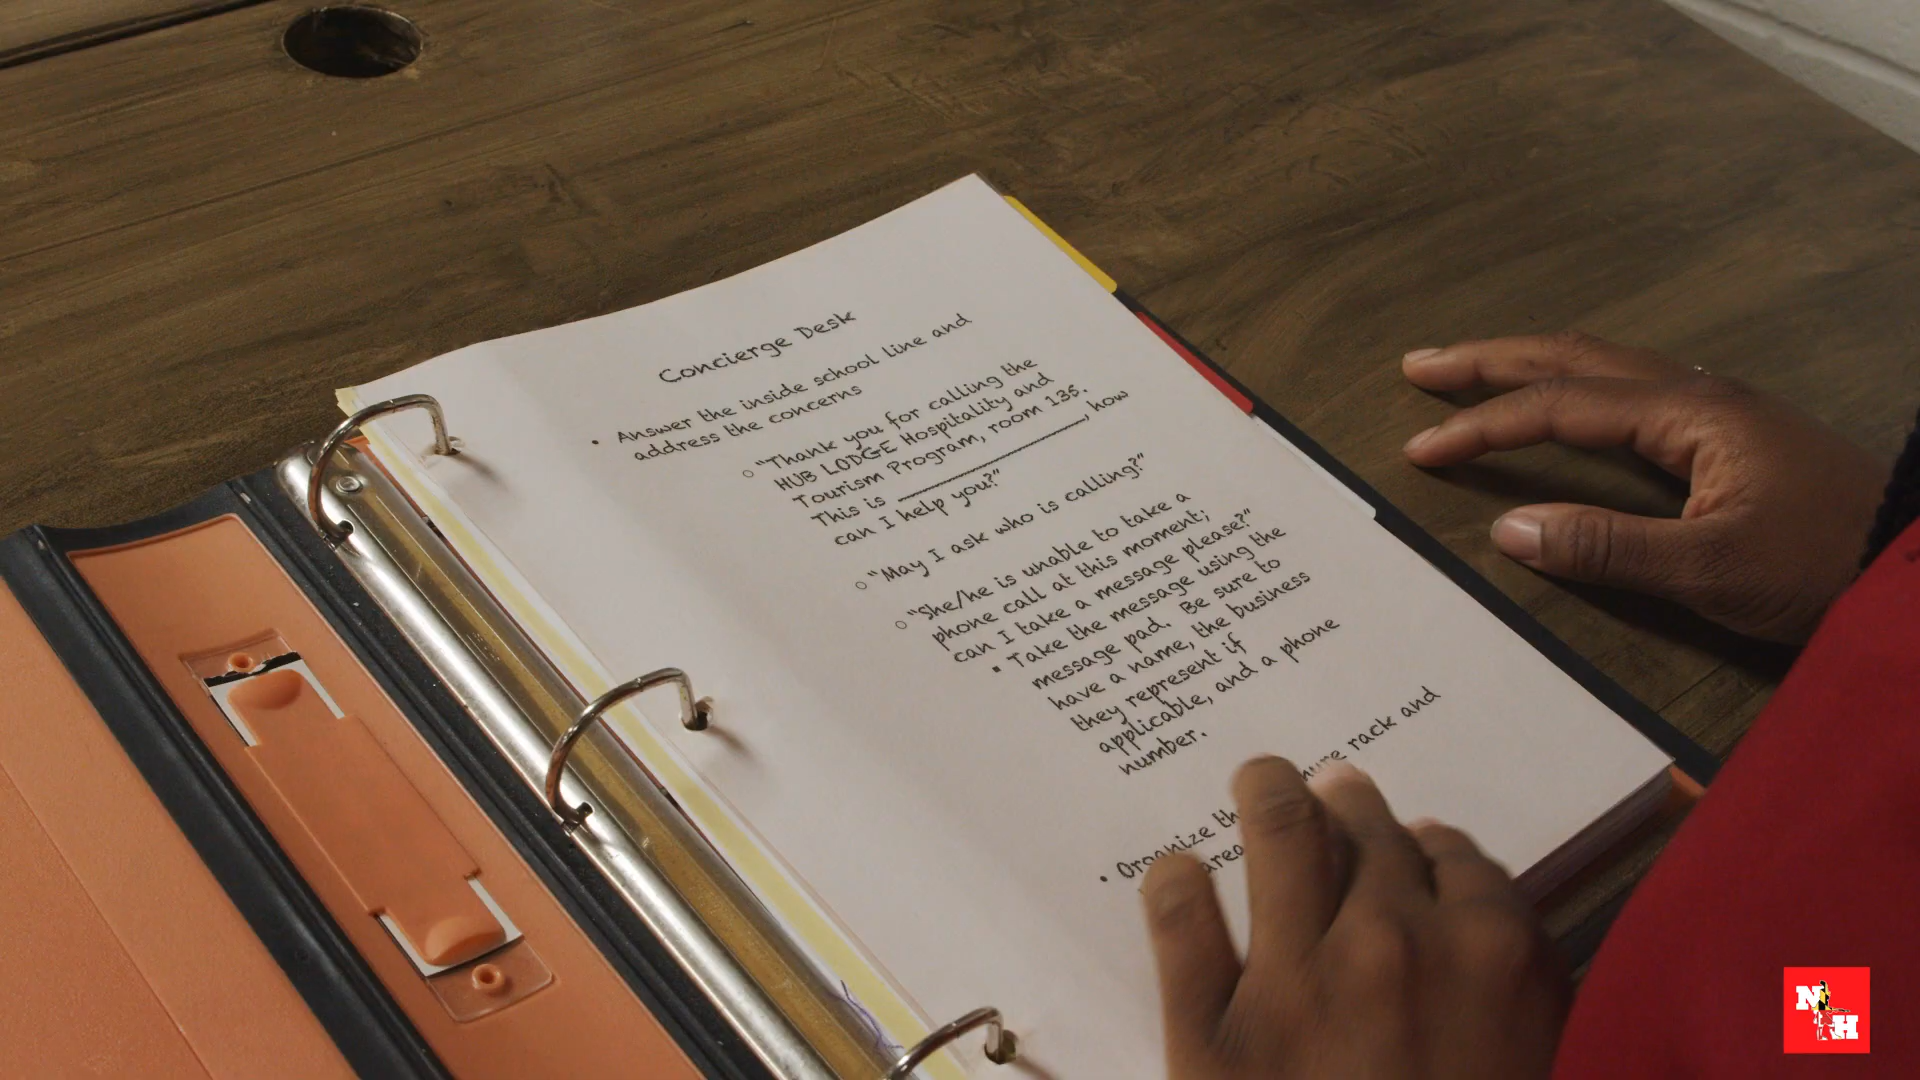 Concierge Desk
• Answer the inside school line and
address the concerns
○ "Thank you for calling the
HUB LODGE Hospitality and
Tourism Program, room 135.
This is ____________, how
can I help you?"
○ "May I ask who is calling?"
○ "She/he is unable to take a
phone call at this moment;
can I take a message please?"
▪ Take the message using the
message pad. Be sure to
have a name, the business
they represent if
applicable, and a phone
number.
• Organize rack and
NH